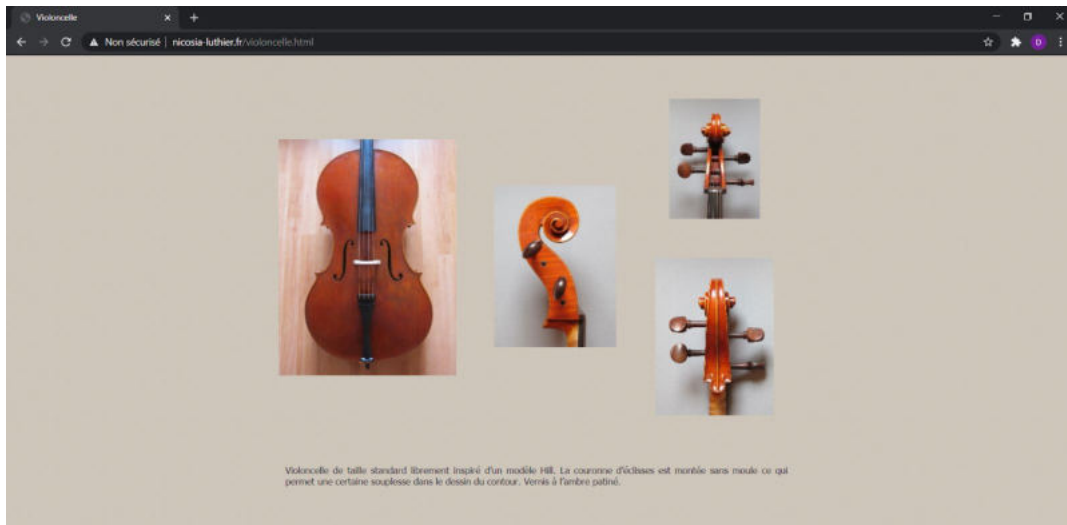 Violoncelle
Non sécurisé | nicosia-luthier.fr/violoncelle.html
D
Violoncelle de taille standard librement inspiré d'un modèle Hill. La couronne d'éclisses est montée sans moule ce qui
permet une certaine souplesse dans le dessin du contour. Vernis à l'ambre patiné.